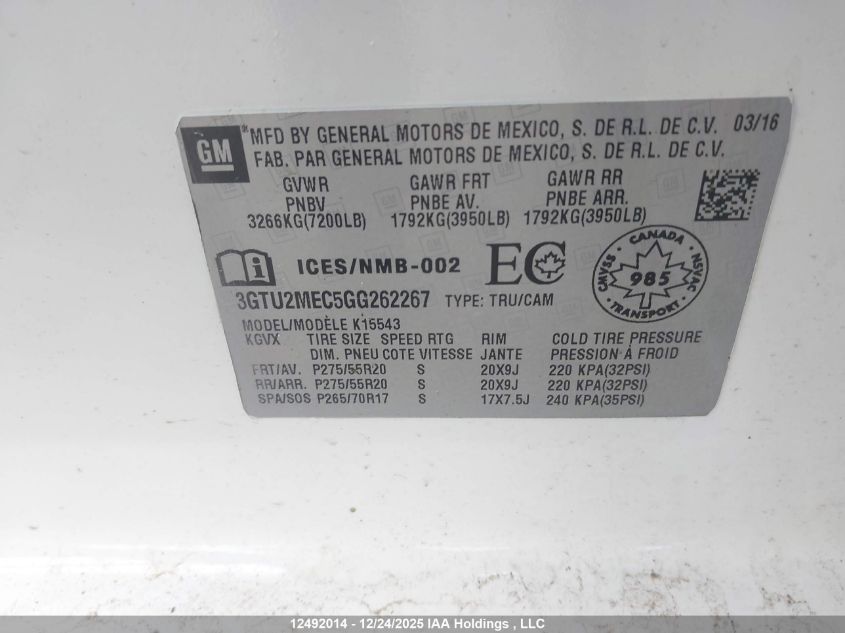 GM MFD BY GENERAL MOTORS DE MEXICO, S. DE R.L. DE C.V. 03/16
FAB. PAR GENERAL MOTORS DE MEXICO, S. DE R.L. DE C.V.
GVWR GAWR FRT GAWR RR
PNBV PNBE AV. PNBE ARR.
3266KG(7200LB) 1792KG(3950LB) 1792KG(3950LB)
i ICES/NMB-002 EC
CANADA
CMVSS 985 NSVAC
TRANSPORT
3GTU2MEC5GG262267 TYPE: TRU/CAM
MODEL/MODÈLE K15543
KGVX TIRE SIZE SPEED RTG RIM COLD TIRE PRESSURE
DIM. PNEU COTE VITESSE JANTE PRESSION À FROID
FRT/AV. P275/55R20 S 20X9J 220 KPA(32PSI)
RR/ARR. P275/55R20 S 20X9J 220 KPA(32PSI)
SPA/SOS P265/70R17 S 17X7.5J 240 KPA(35PSI)
12492014 - 12/24/2025 IAA Holdings , LLC